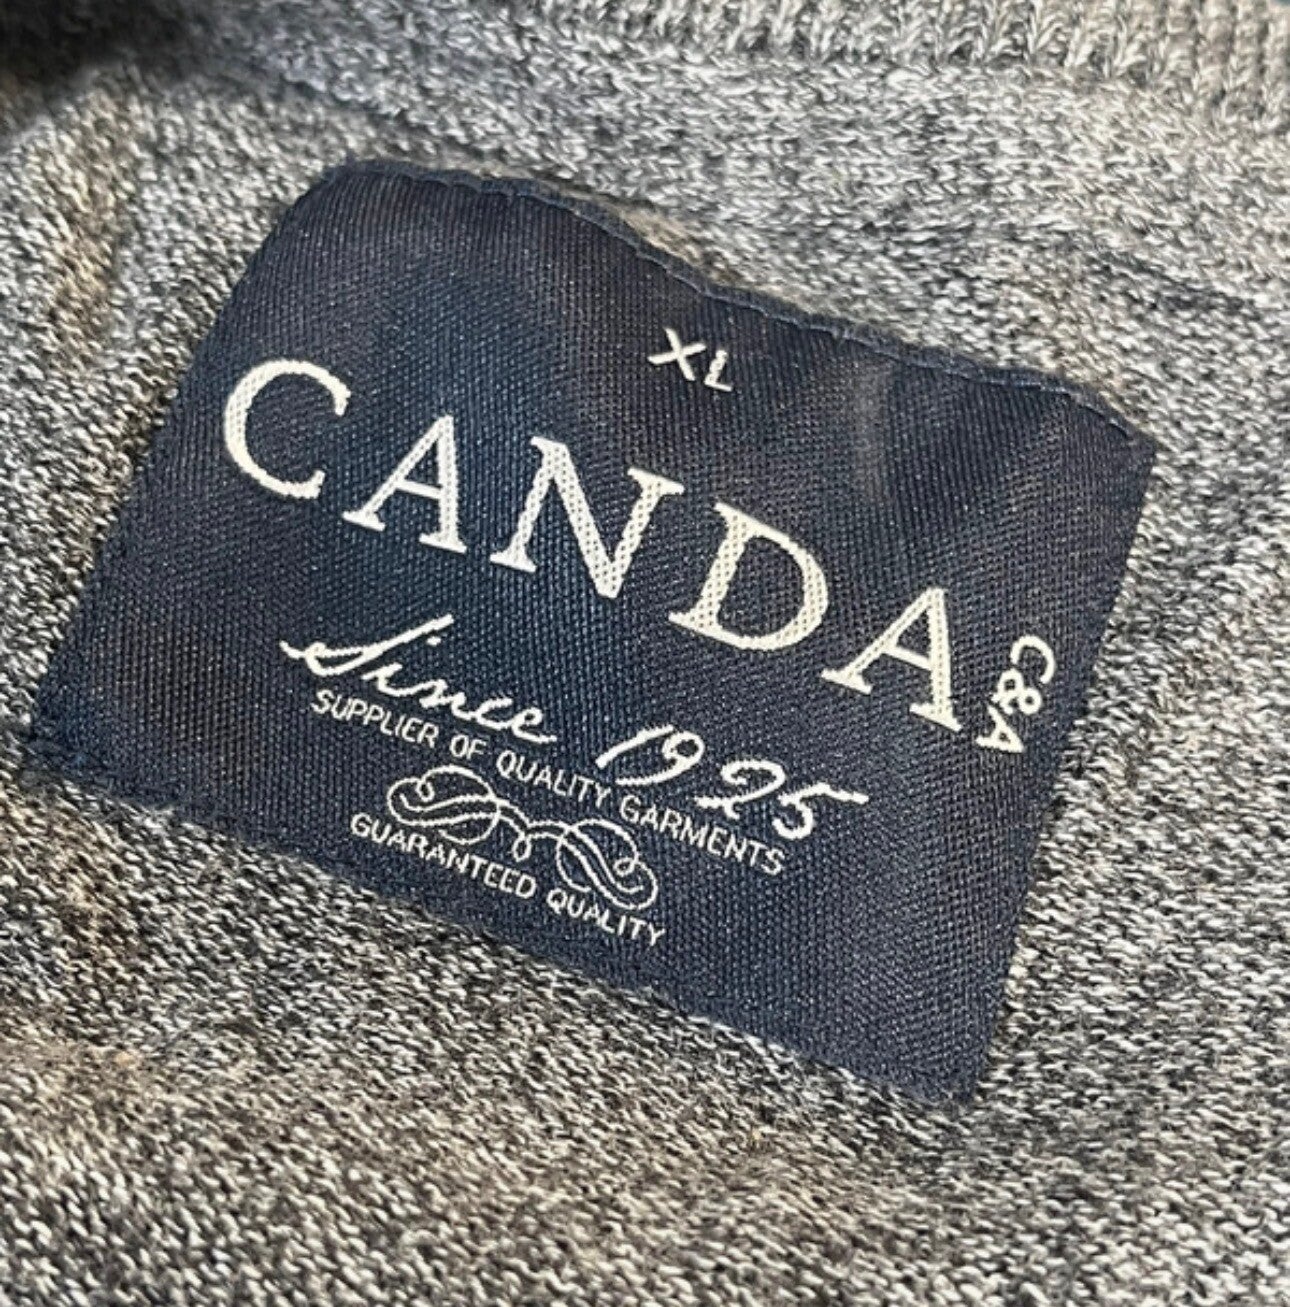 XL
CANDA
C&A
Since 1925
SUPPLIER OF QUALITY GARMENTS
GUARANTEED QUALITY